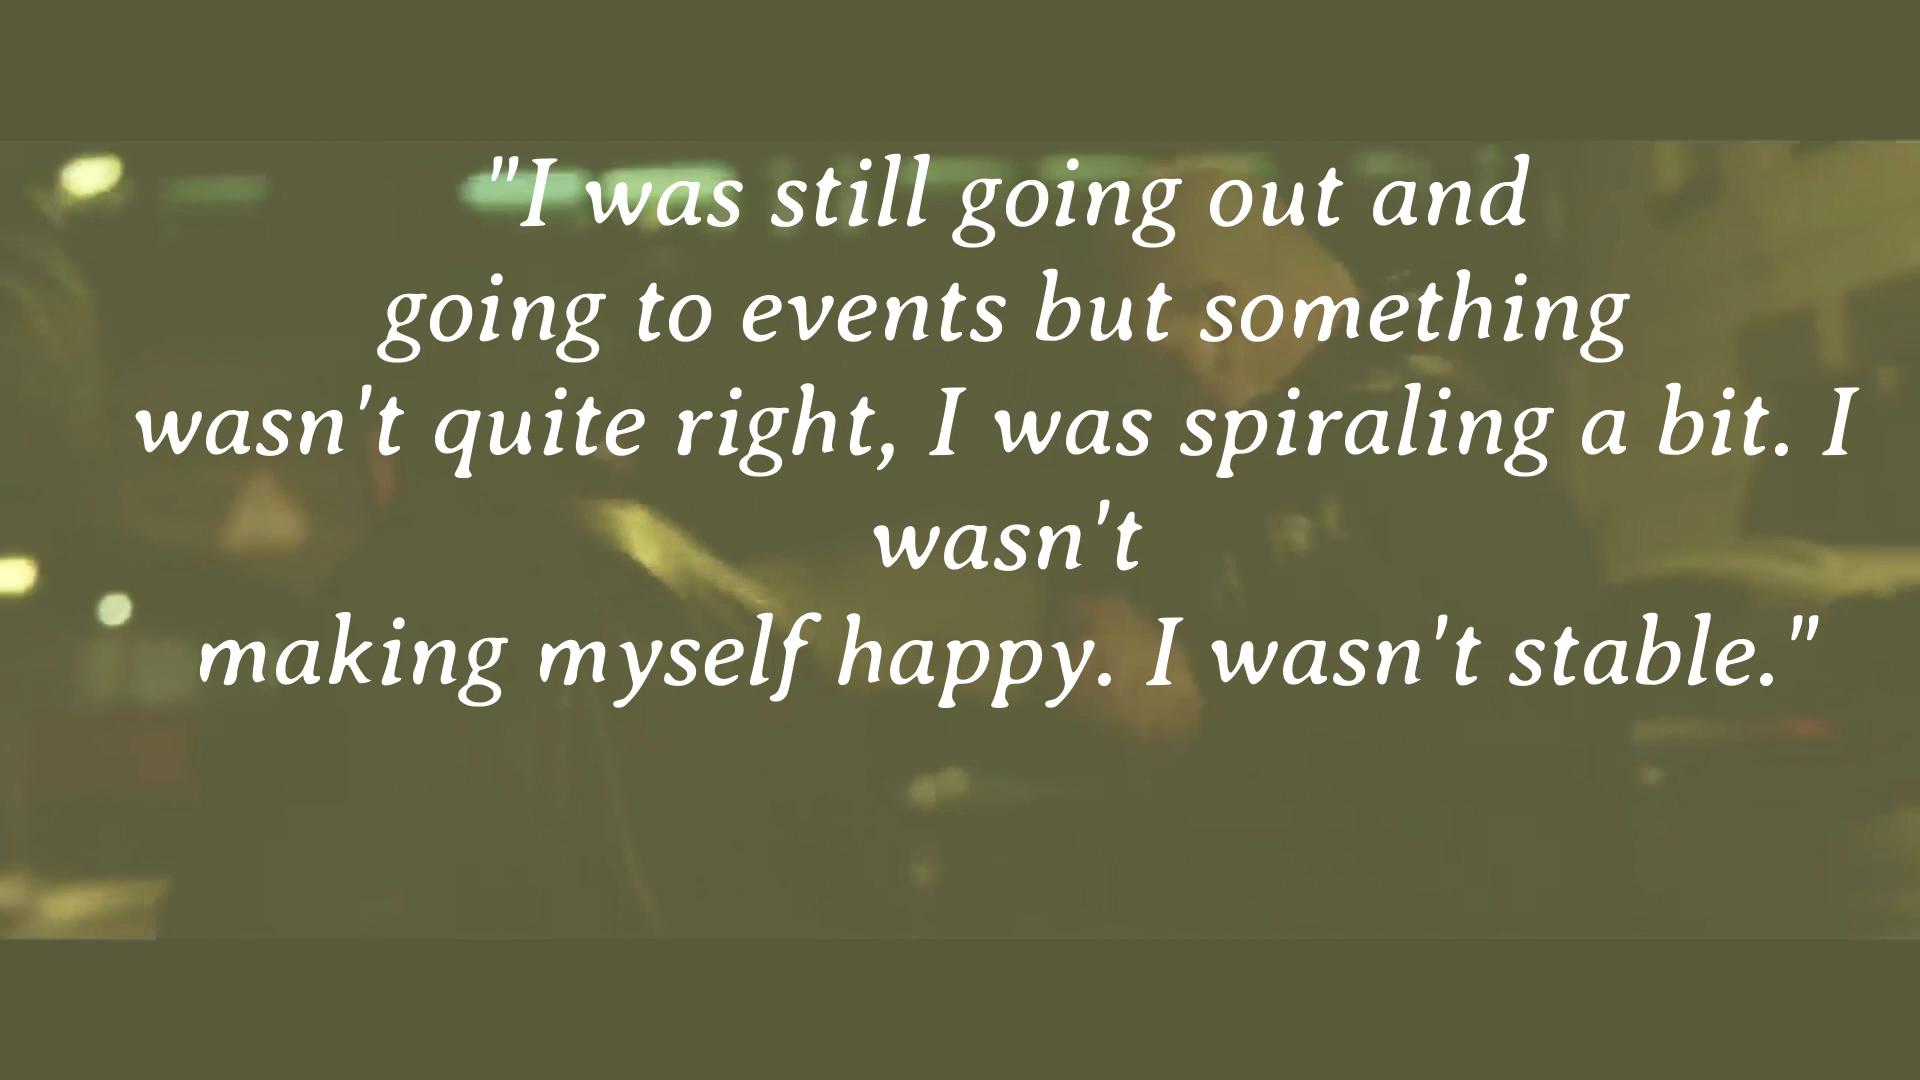 "I was still going out and
going to events but something
wasn't quite right, I was spiraling a bit. I
wasn't
making myself happy. I wasn't stable."